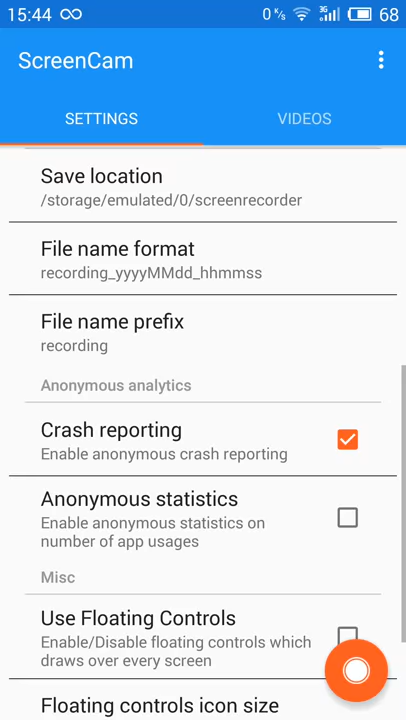 15:44 ∞ 0 K/s 3G 68
ScreenCam
SETTINGS VIDEOS
Save location
/storage/emulated/0/screenrecorder
File name format
recording_yyyyMMdd_hhmmss
File name prefix
recording
Anonymous analytics
Crash reporting
Enable anonymous crash reporting
Anonymous statistics
Enable anonymous statistics on
number of app usages
Misc
Use Floating Controls
Enable/Disable floating controls which
draws over every screen
Floating controls icon size